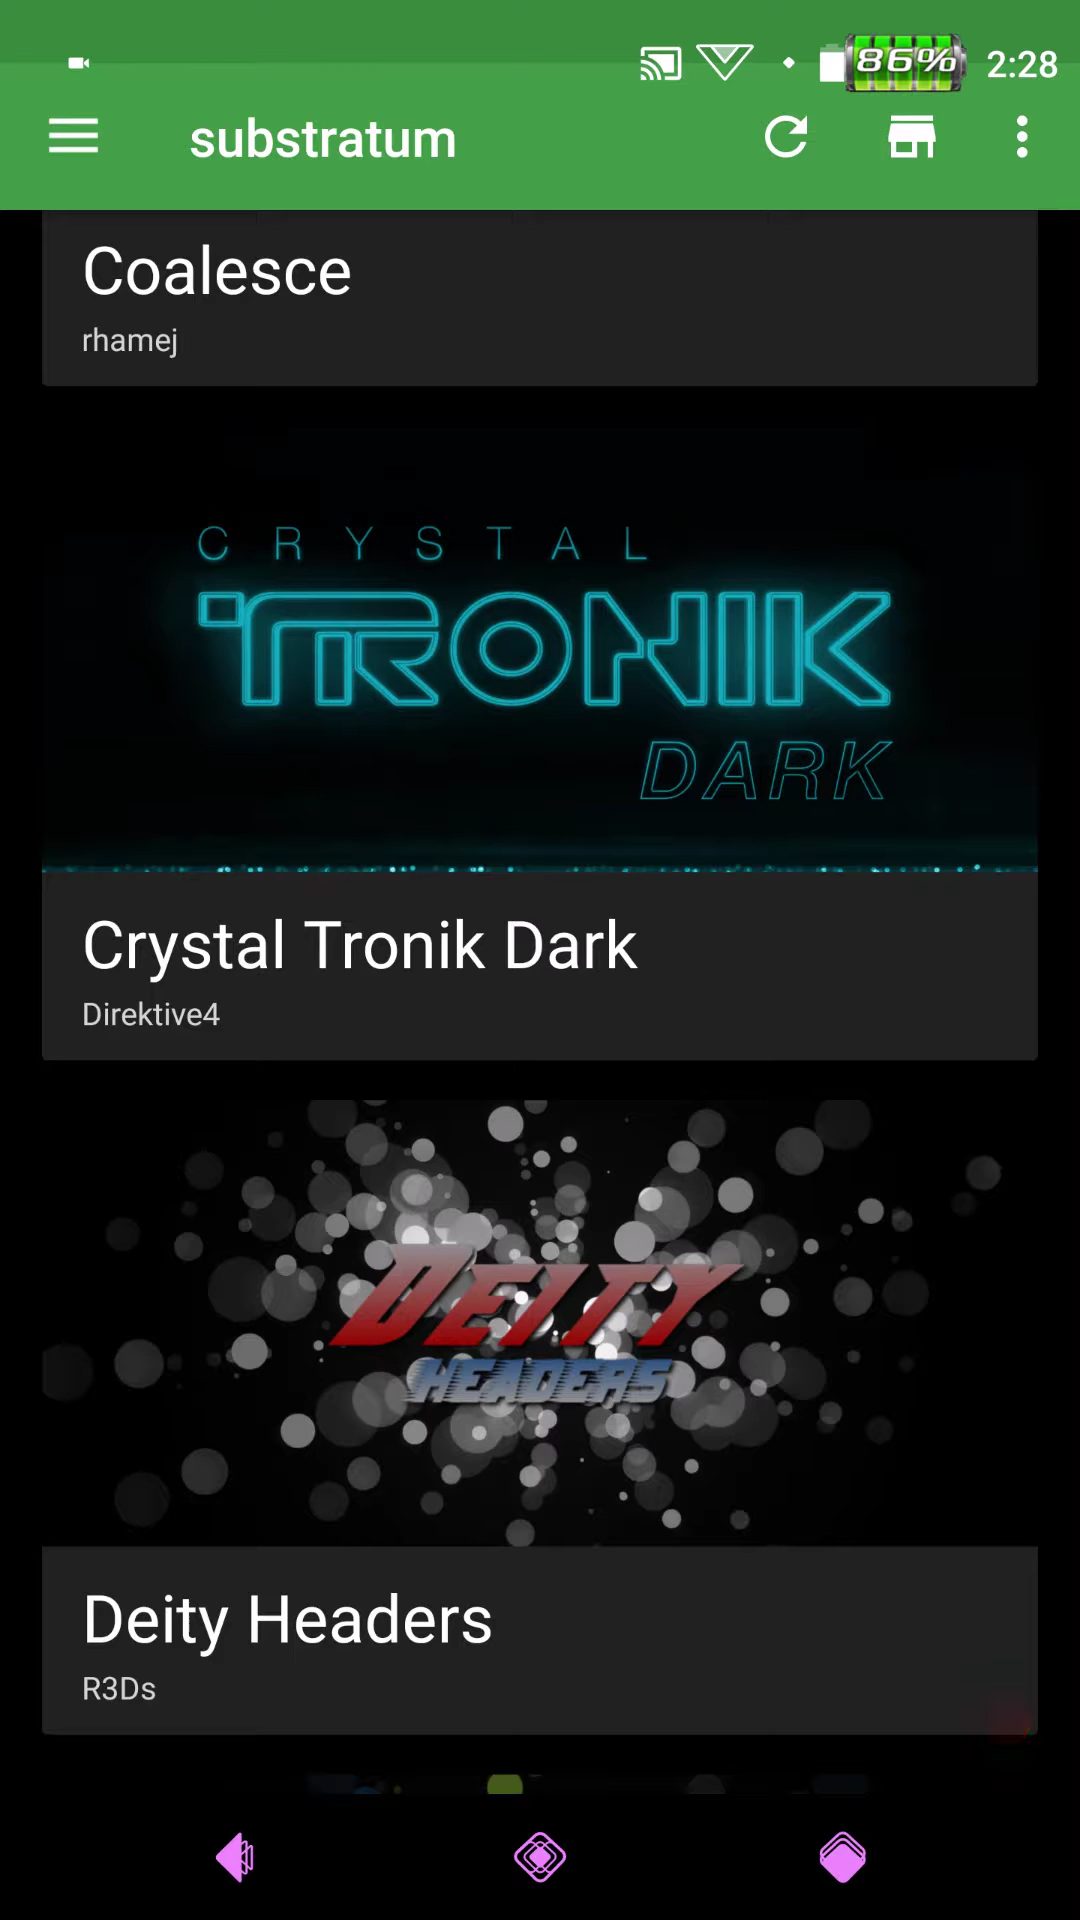 86% 2:28
substratum
Coalesce
rhamej
CRYSTAL
TRONIK
DARK
Crystal Tronik Dark
Direktive4
DEITY
HEADERS
Deity Headers
R3Ds